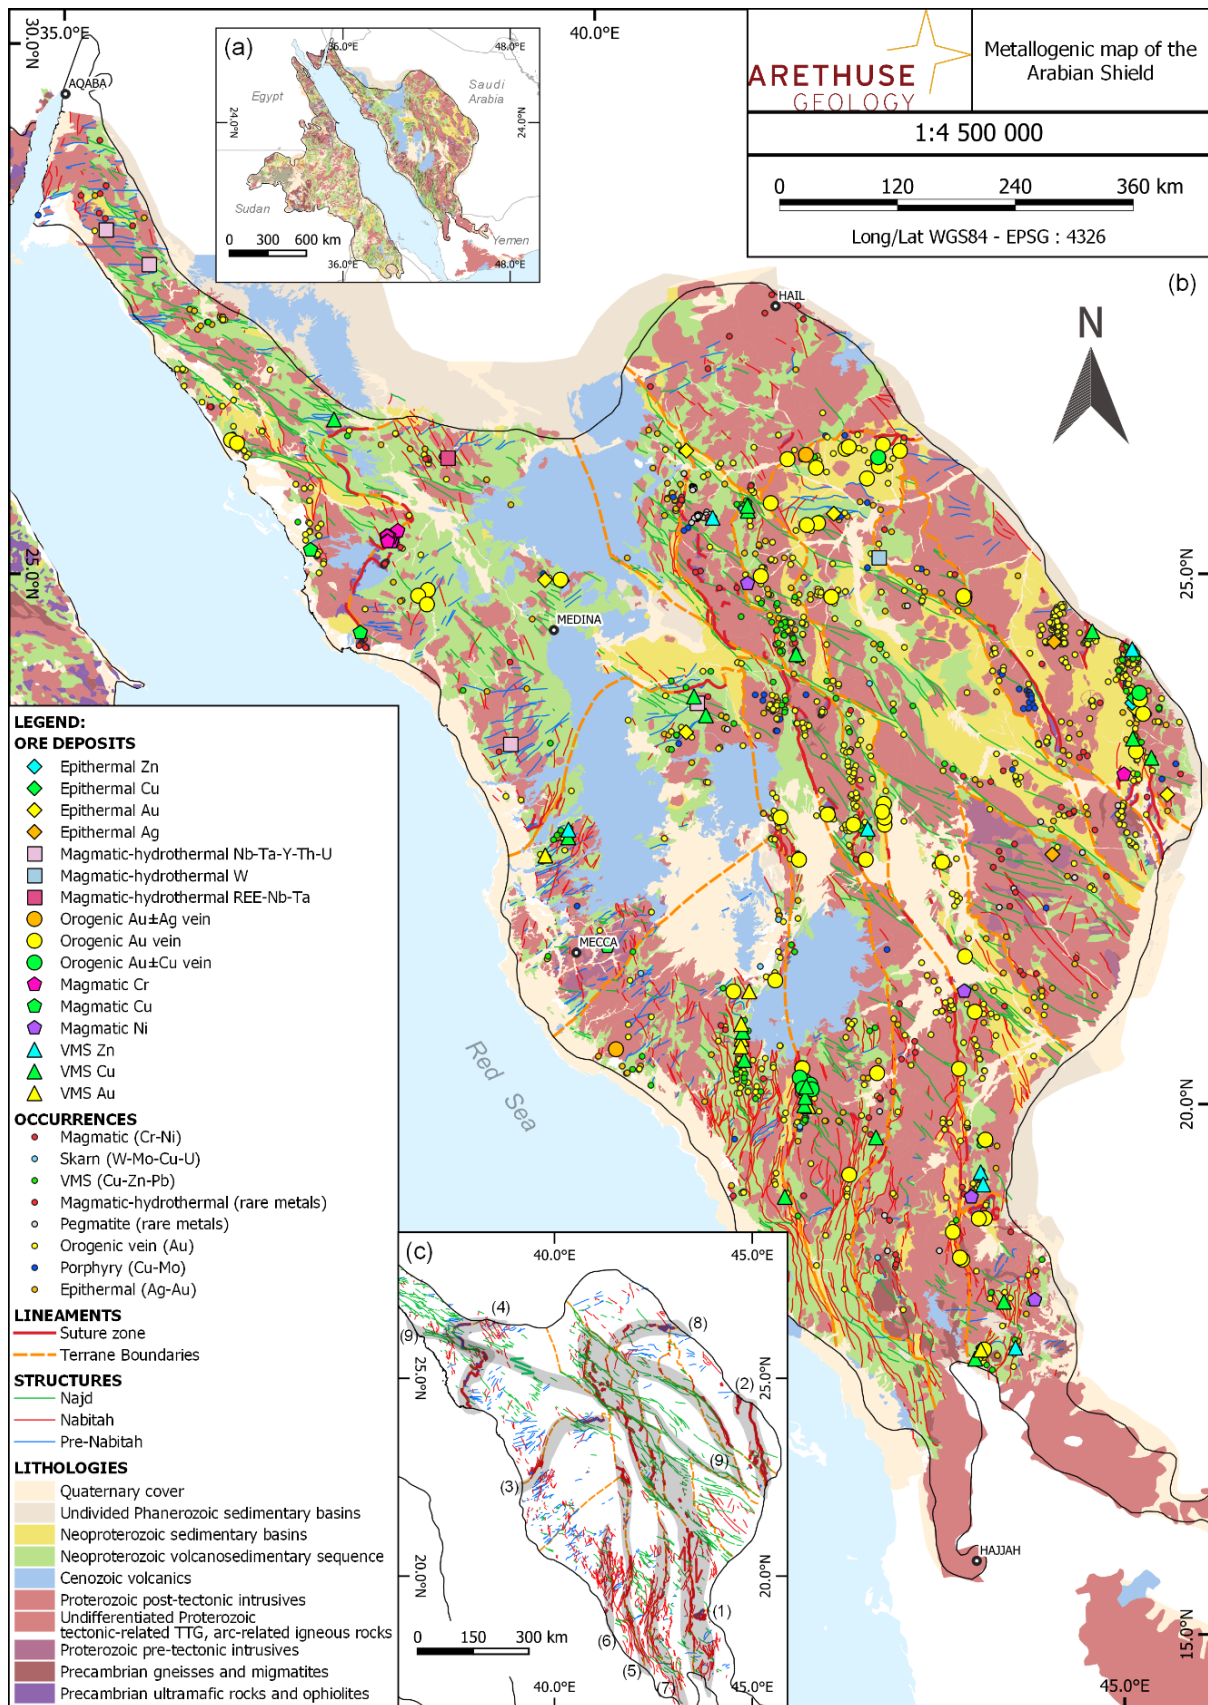 30.0°N
35.0°E
40.0°E
AQABA
(a)
36.0°E
48.0°E
Egypt
Saudi
Arabia
24.0°N
24.0°N
Sudan
Yemen
0 300 600 km
36.0°E
48.0°E
ARETHUSE
GEOLOGY
Metallogenic map of the
Arabian Shield
1:4 500 000
0 120 240 360 km
Long/Lat WGS84 - EPSG : 4326
(b)
HAIL
N
25.0°N
25.0°N
MEDINA
MECCA
Red Sea
20.0°N
HAJJAH
15.0°N
45.0°E
LEGEND:
ORE DEPOSITS
Epithermal Zn
Epithermal Cu
Epithermal Au
Epithermal Ag
Magmatic-hydrothermal Nb-Ta-Y-Th-U
Magmatic-hydrothermal W
Magmatic-hydrothermal REE-Nb-Ta
Orogenic Au±Ag vein
Orogenic Au vein
Orogenic Au±Cu vein
Magmatic Cr
Magmatic Cu
Magmatic Ni
VMS Zn
VMS Cu
VMS Au
OCCURRENCES
Magmatic (Cr-Ni)
Skarn (W-Mo-Cu-U)
VMS (Cu-Zn-Pb)
Magmatic-hydrothermal (rare metals)
Pegmatite (rare metals)
Orogenic vein (Au)
Porphyry (Cu-Mo)
Epithermal (Ag-Au)
LINEAMENTS
Suture zone
Terrane Boundaries
STRUCTURES
Najd
Nabitah
Pre-Nabitah
LITHOLOGIES
Quaternary cover
Undivided Phanerozoic sedimentary basins
Neoproterozoic sedimentary basins
Neoproterozoic volcanosedimentary sequence
Cenozoic volcanics
Proterozoic post-tectonic intrusives
Undifferentiated Proterozoic
tectonic-related TTG, arc-related igneous rocks
Proterozoic pre-tectonic intrusives
Precambrian gneisses and migmatites
Precambrian ultramafic rocks and ophiolites
(c)
40.0°E
45.0°E
(4)
(9)
(8)
25.0°N
25.0°N
(2)
(9)
(3)
20.0°N
20.0°N
(1)
(6)
(5)
(7)
0 150 300 km
40.0°E
45.0°E